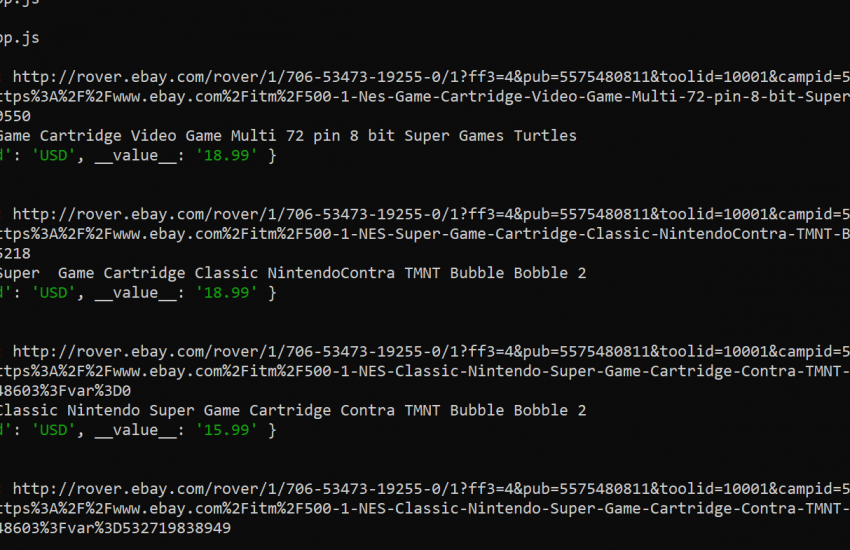 pp.js
pp.js
: http://rover.ebay.com/rover/1/706-53473-19255-0/1?ff3=4&pub=5575480811&toolid=10001&campid=5
ttps%3A%2F%2Fwww.ebay.com%2Fitm%2F500-1-Nes-Game-Cartridge-Video-Game-Multi-72-pin-8-bit-Super
0550
Game Cartridge Video Game Multi 72 pin 8 bit Super Games Turtles
d': 'USD', __value__: '18.99' }
: http://rover.ebay.com/rover/1/706-53473-19255-0/1?ff3=4&pub=5575480811&toolid=10001&campid=5
ttps%3A%2F%2Fwww.ebay.com%2Fitm%2F500-1-NES-Super-Game-Cartridge-Classic-NintendoContra-TMNT-B
5218
Super  Game Cartridge Classic NintendoContra TMNT Bubble Bobble 2
d': 'USD', __value__: '18.99' }
: http://rover.ebay.com/rover/1/706-53473-19255-0/1?ff3=4&pub=5575480811&toolid=10001&campid=5
ttps%3A%2F%2Fwww.ebay.com%2Fitm%2F500-1-NES-Classic-Nintendo-Super-Game-Cartridge-Contra-TMNT-
48603%3Fvar%3D0
Classic Nintendo Super Game Cartridge Contra TMNT Bubble Bobble 2
d': 'USD', __value__: '15.99' }
: http://rover.ebay.com/rover/1/706-53473-19255-0/1?ff3=4&pub=5575480811&toolid=10001&campid=5
ttps%3A%2F%2Fwww.ebay.com%2Fitm%2F500-1-NES-Classic-Nintendo-Super-Game-Cartridge-Contra-TMNT-
48603%3Fvar%3D532719838949